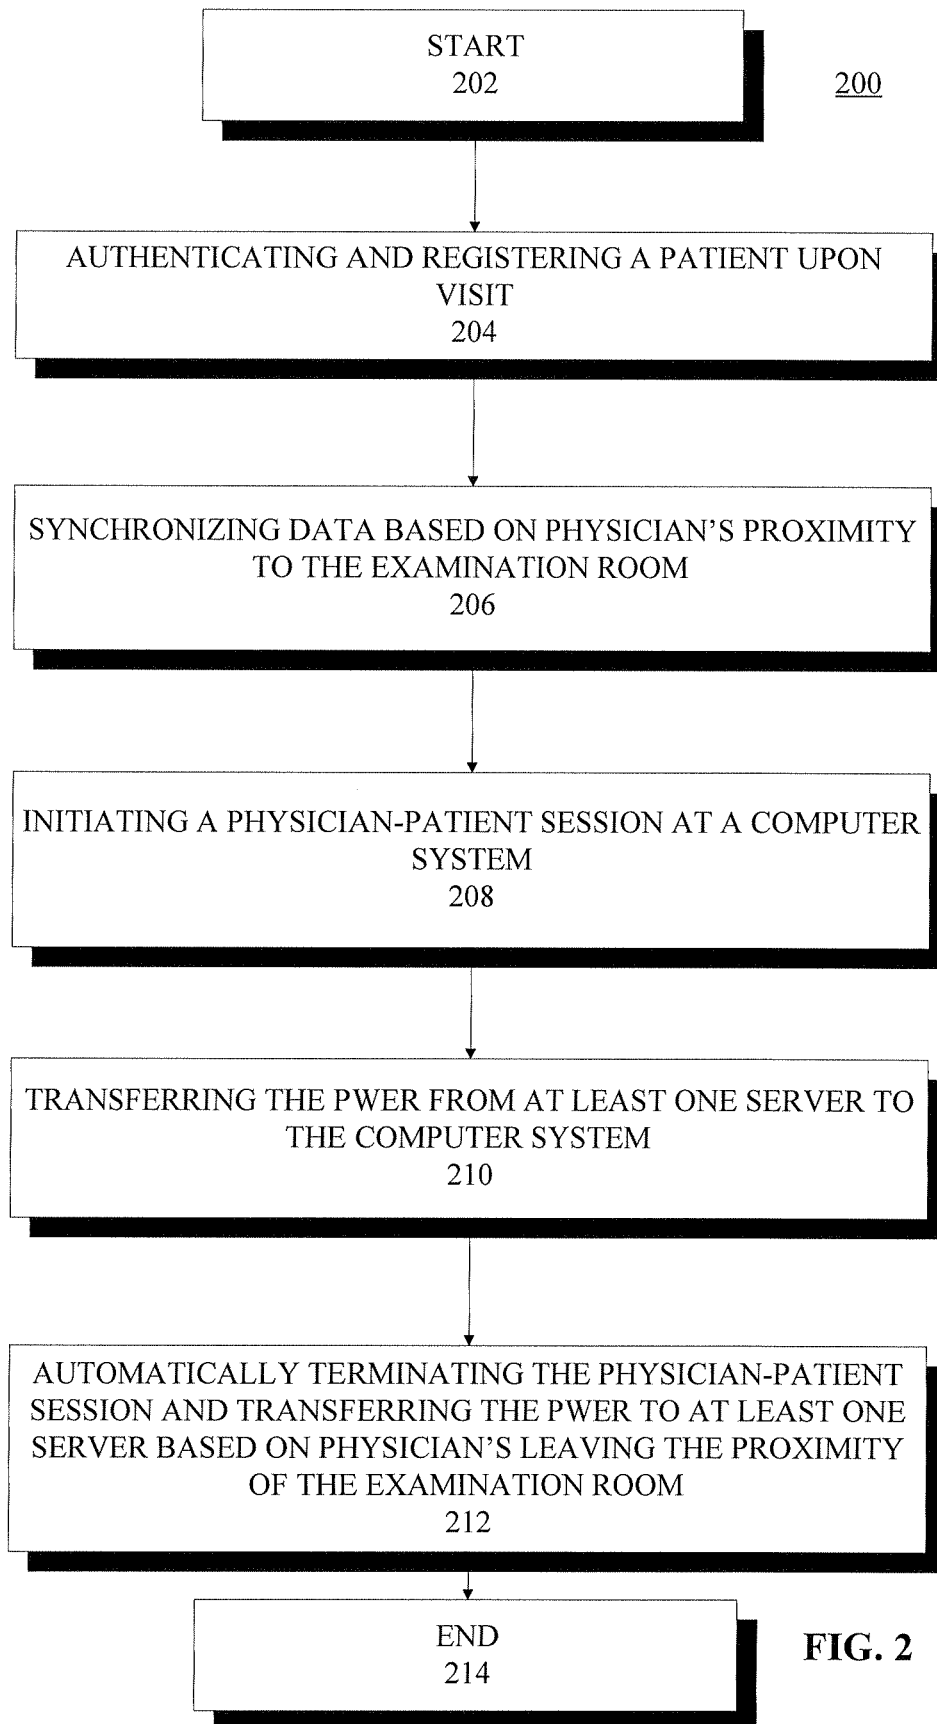 START
202
200
AUTHENTICATING AND REGISTERING A PATIENT UPON
VISIT
204
SYNCHRONIZING DATA BASED ON PHYSICIAN'S PROXIMITY
TO THE EXAMINATION ROOM
206
INITIATING A PHYSICIAN-PATIENT SESSION AT A COMPUTER
SYSTEM
208
TRANSFERRING THE PWER FROM AT LEAST ONE SERVER TO
THE COMPUTER SYSTEM
210
AUTOMATICALLY TERMINATING THE PHYSICIAN-PATIENT
SESSION AND TRANSFERRING THE PWER TO AT LEAST ONE
SERVER BASED ON PHYSICIAN'S LEAVING THE PROXIMITY
OF THE EXAMINATION ROOM
212
END
214
FIG. 2